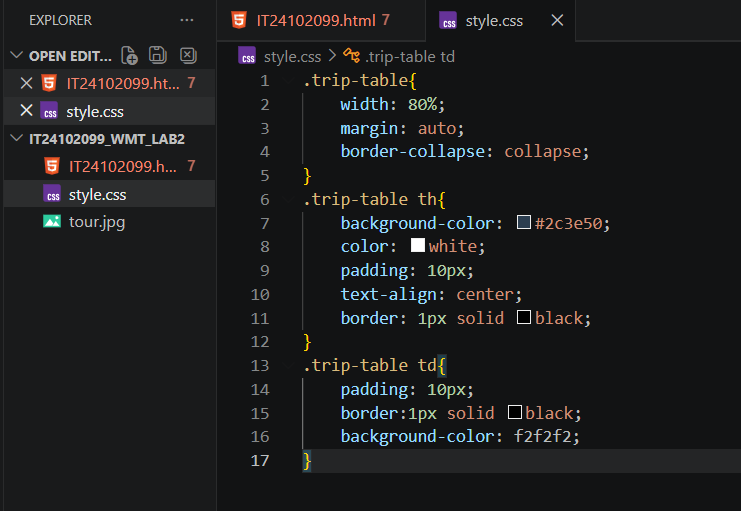 EXPLORER
...
OPEN EDIT...
IT24102099.ht... 7
style.css
IT24102099_WMT_LAB2
IT24102099.h... 7
style.css
tour.jpg
IT24102099.html 7
style.css
style.css > .trip-table td
1 .trip-table{
2 width: 80%;
3 margin: auto;
4 border-collapse: collapse;
5 }
6 .trip-table th{
7 background-color: #2c3e50;
8 color: white;
9 padding: 10px;
10 text-align: center;
11 border: 1px solid black;
12 }
13 .trip-table td{
14 padding: 10px;
15 border:1px solid black;
16 background-color: f2f2f2;
17 }